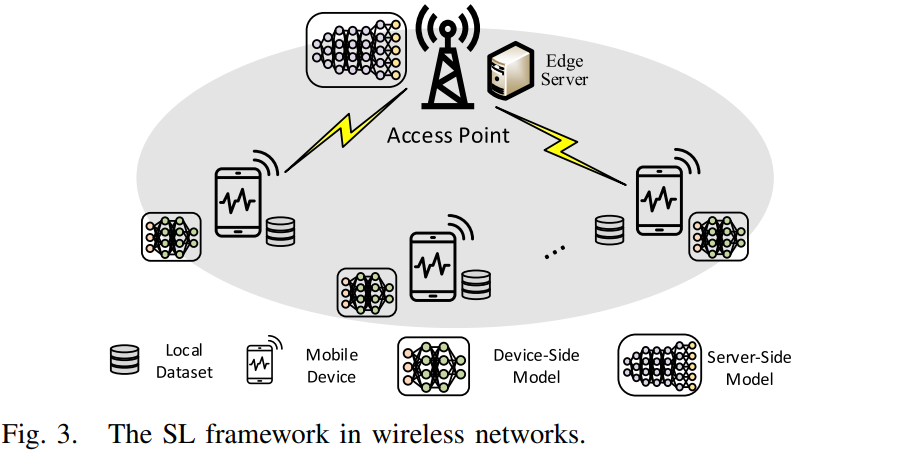 Edge
Server
Access Point
...
Local
Dataset
Mobile
Device
Device-Side
Model
Server-Side
Model
Fig. 3. The SL framework in wireless networks.